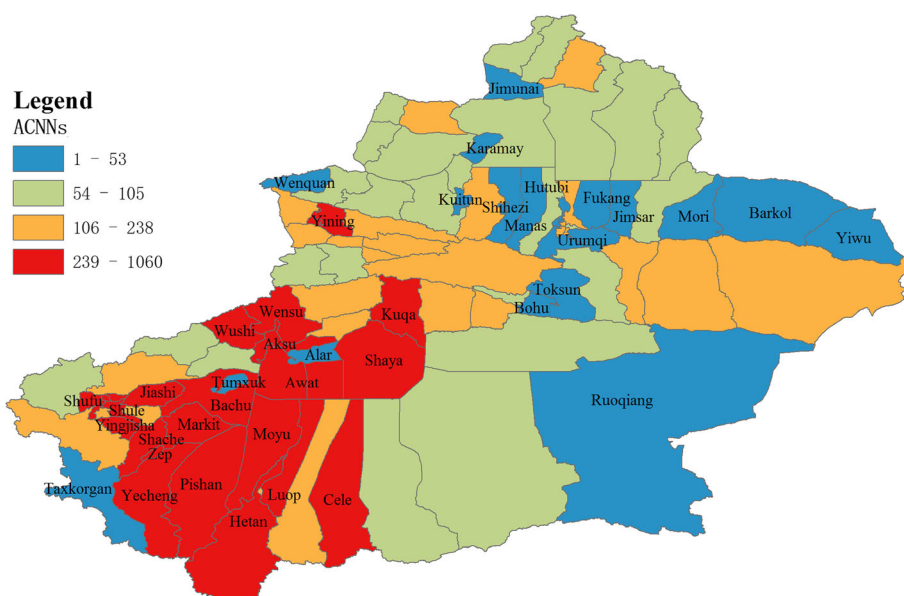 Legend
ACNNs
1 - 53
54 - 105
106 - 238
239 - 1060
Jimunai
Karamay
Wenquan
Kuitun
Shihezi
Hutubi
Manas
Fukang
Jimsar
Mori
Barkol
Yiwu
Urumqi
Yining
Toksun
Bohu
Wensu
Kuqa
Wushi
Aksu
Alar
Shaya
Awat
Tumxuk
Bachu
Jiashi
Shufu
Shule
Yingjisha
Markit
Shache
Zep
Moyu
Ruoqiang
Taxkorgan
Yecheng
Pishan
Luop
Cele
Hetan